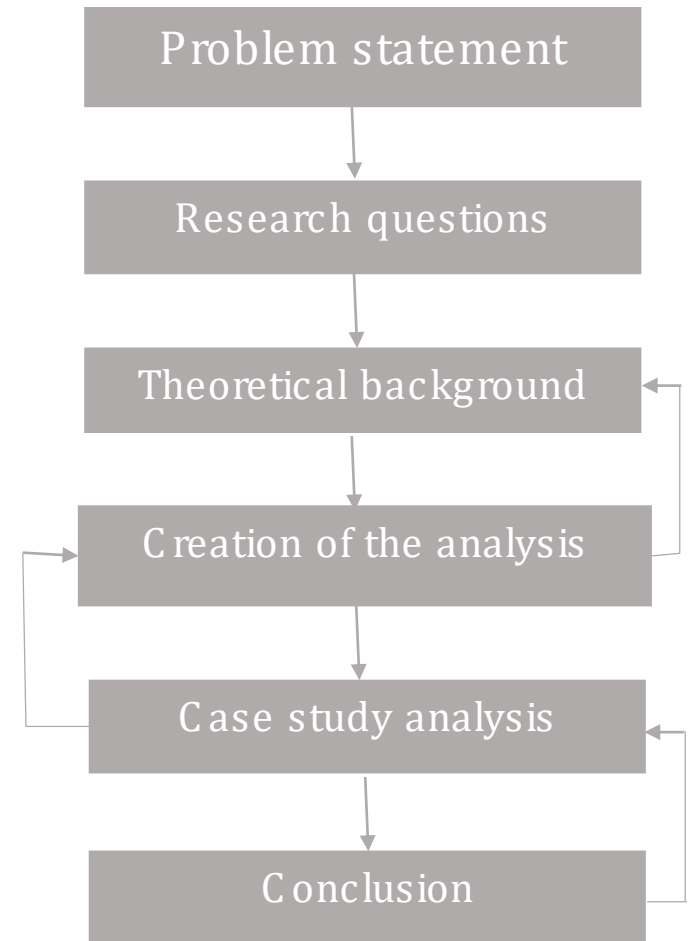 Problem statement
Research questions
Theoretical background
Creation of the analysis
Case study analysis
Conclusion